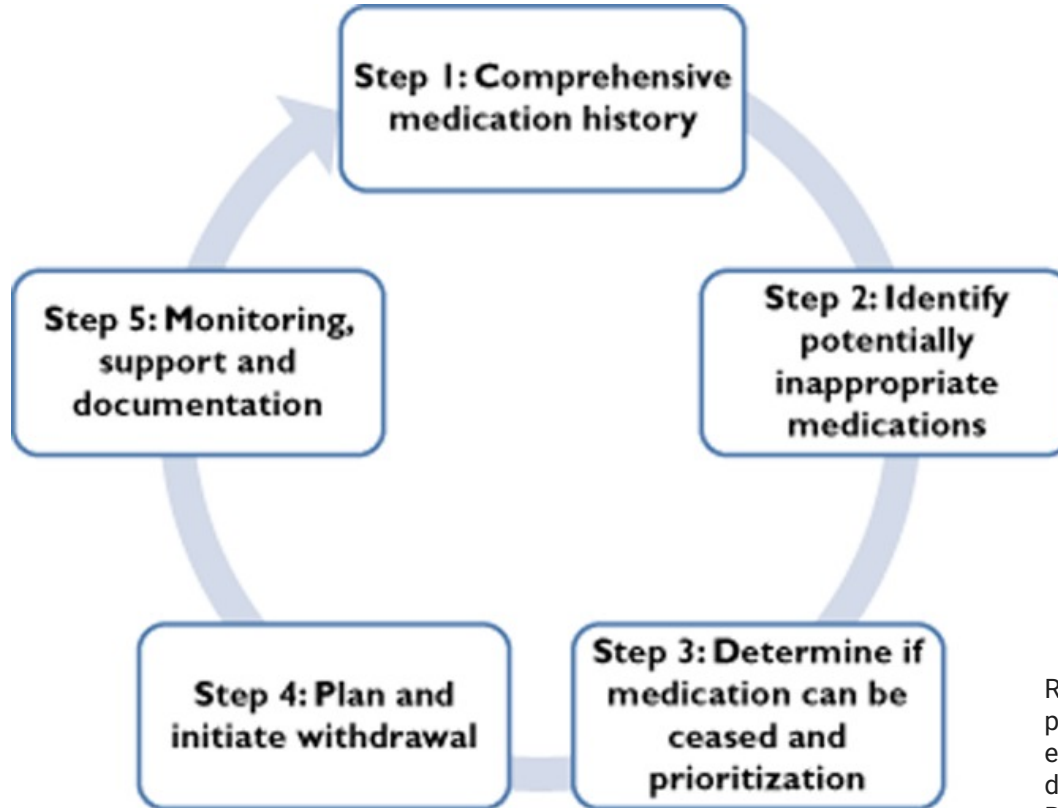 Step 1: Comprehensive
medication history
Step 2: Identify
potentially
inappropriate
medications
Step 3: Determine if
medication can be
ceased and
prioritization
Step 4: Plan and
initiate withdrawal
Step 5: Monitoring,
support and
documentation